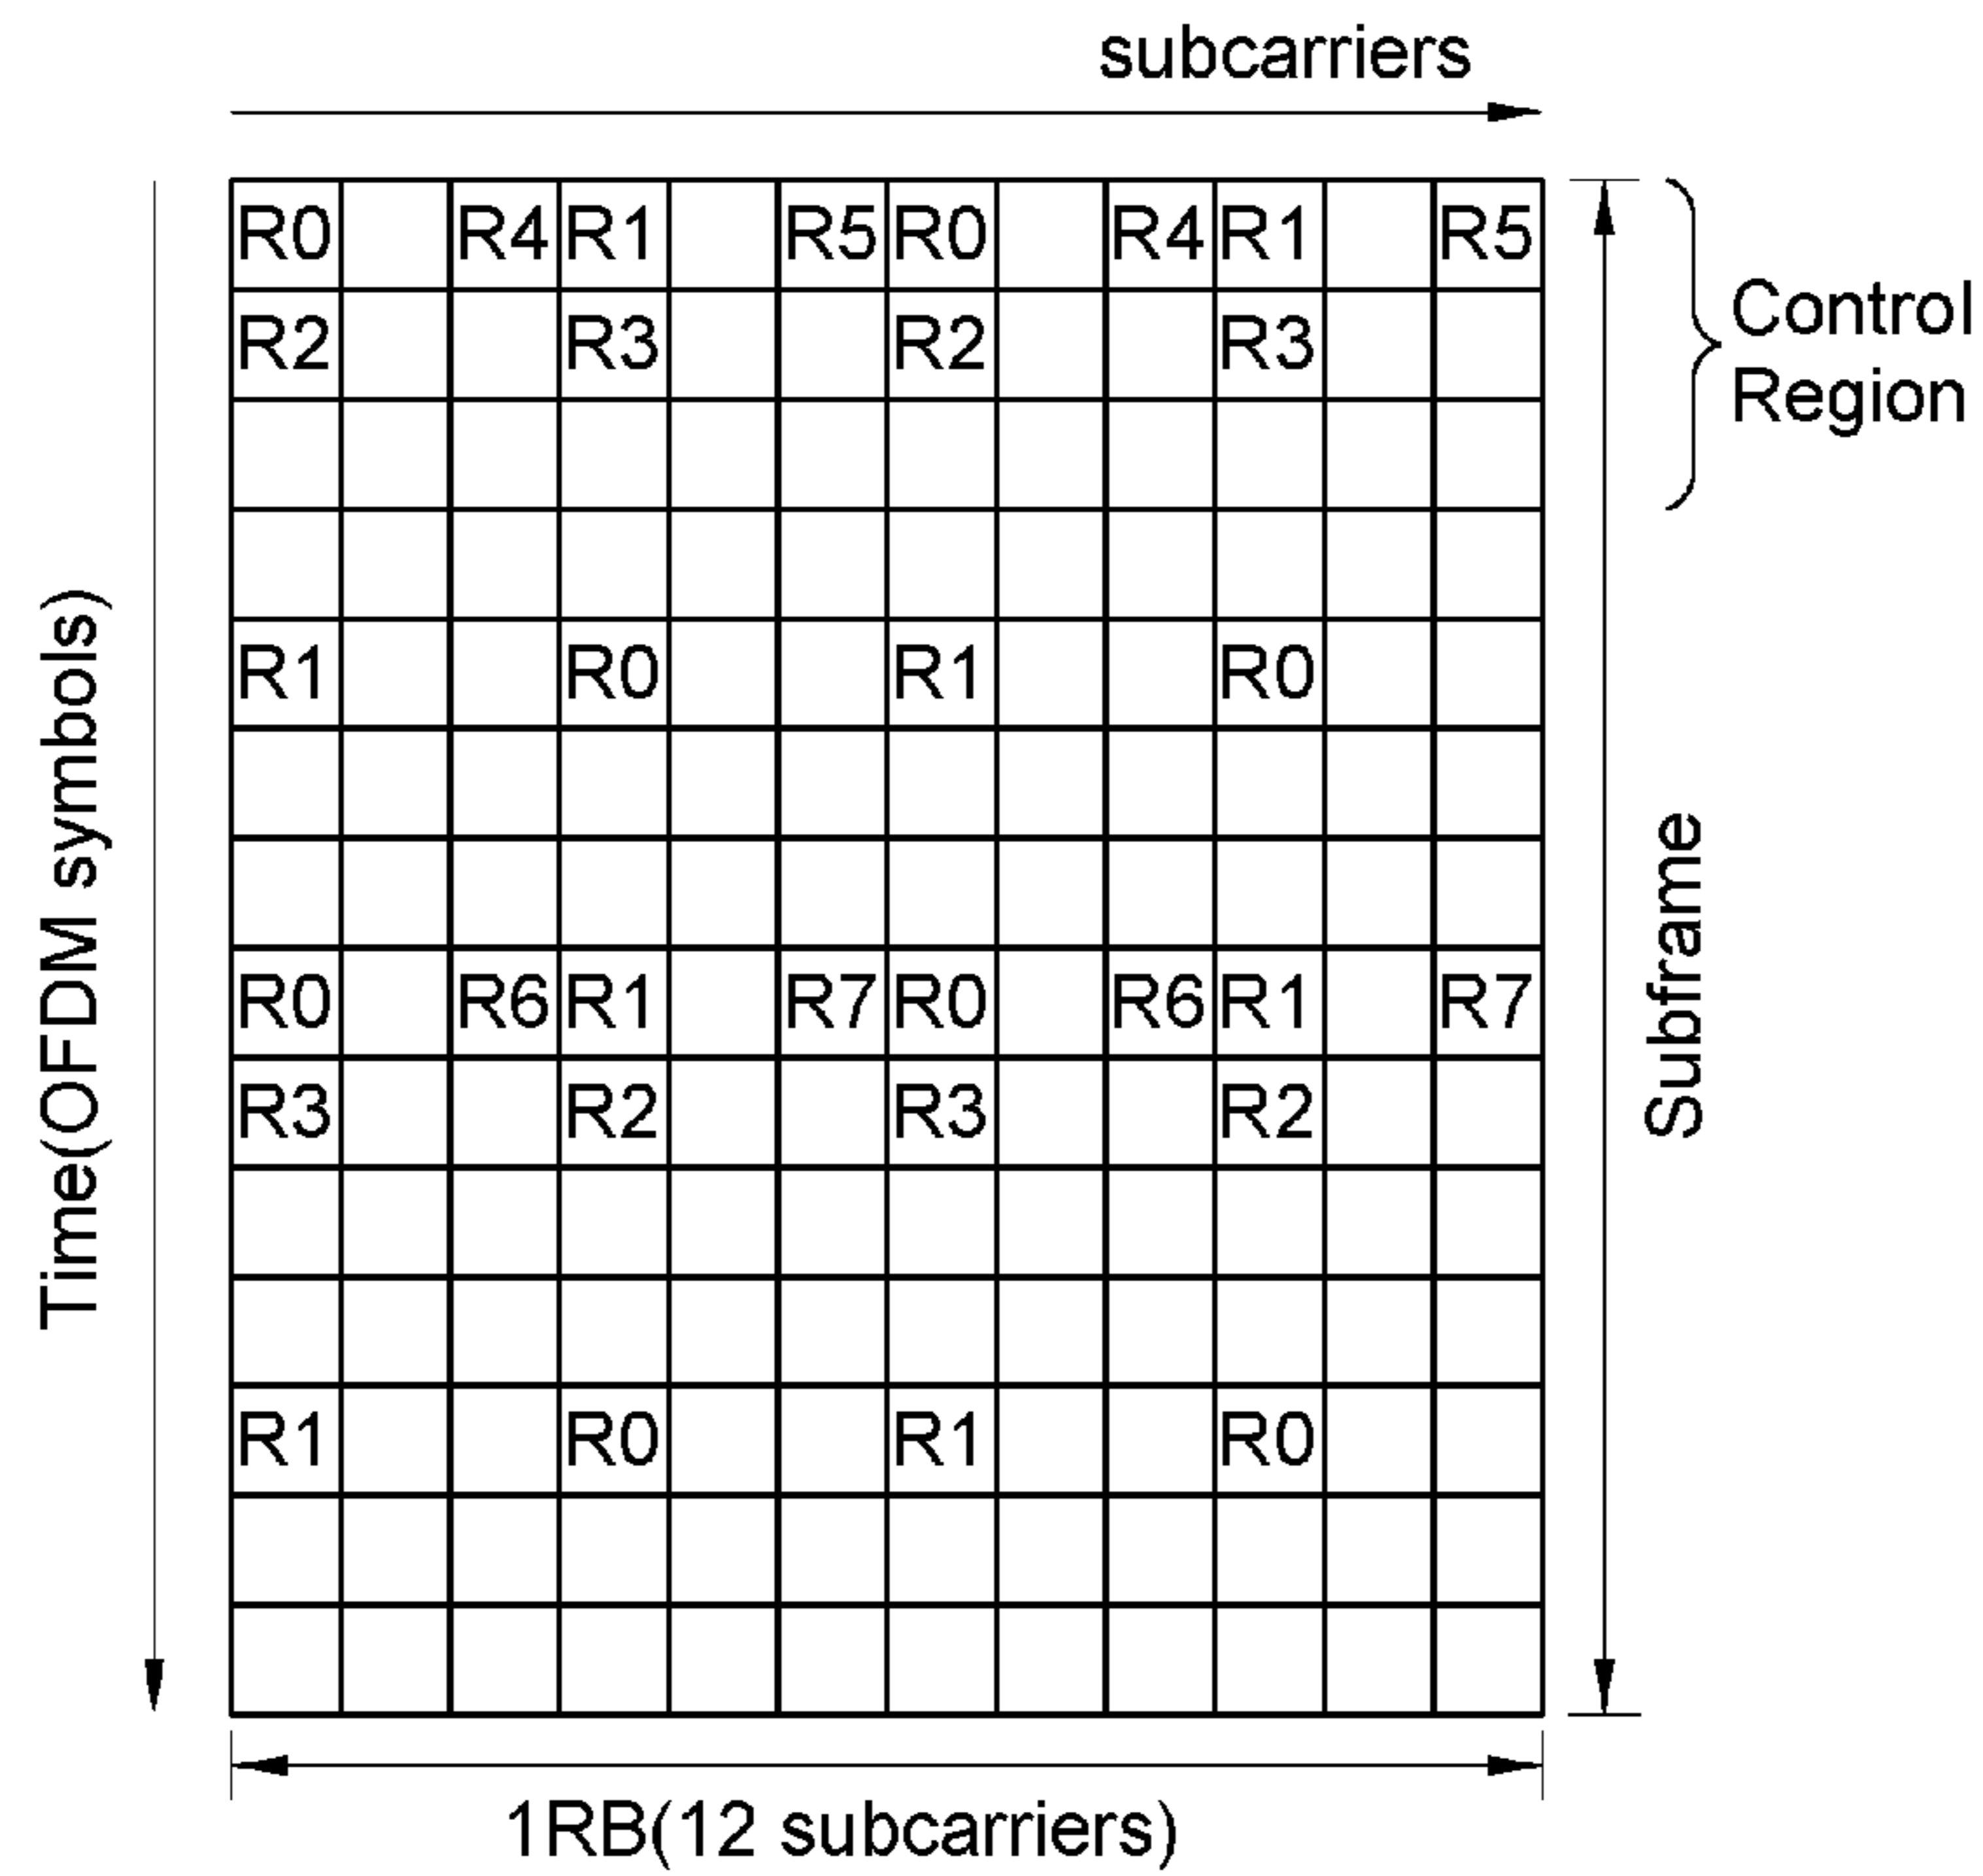 subcarriers
R0 R4 R1 R5 R0 R4 R1 R5
R2 R3 R2 R3
Control
Region
R1 R0 R1 R0
Time(OFDM symbols)
Subframe
R0 R6 R1 R7 R0 R6 R1 R7
R3 R2 R3 R2
R1 R0 R1 R0
1RB(12 subcarriers)